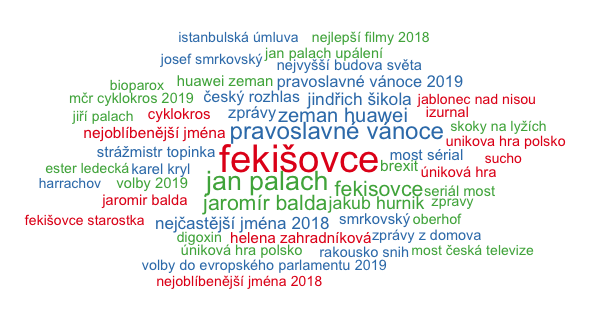 istanbulská úmluva nejlepší filmy 2018
jan palach upálení
josef smrkovský nejvyšší budova světa
bioparox huawei zeman pravoslavné vánoce 2019
mčr cyklokros 2019 český rozhlas jindřich šikola jablonec nad nisou
jiří palach cyklokros zprávy zeman huawei izurnal
nejoblíbenější jména pravoslavné vánoce skoky na lyžích
unikova hra polsko
strážmistr topinka fekišovce most sériál sucho
ester ledecká karel kryl brexit úniková hra
harrachov volby 2019 jan palach fekisovce seriál most
jaromir balda jaromír balda jakub hurnik zpravy
fekišovce starostka nejčastější jména 2018 smrkovský oberhof
digoxin helena zahradníková zprávy z domova
úniková hra polsko rakousko snih most česká televize
volby do evropského parlamentu 2019
nejoblíbenější jména 2018